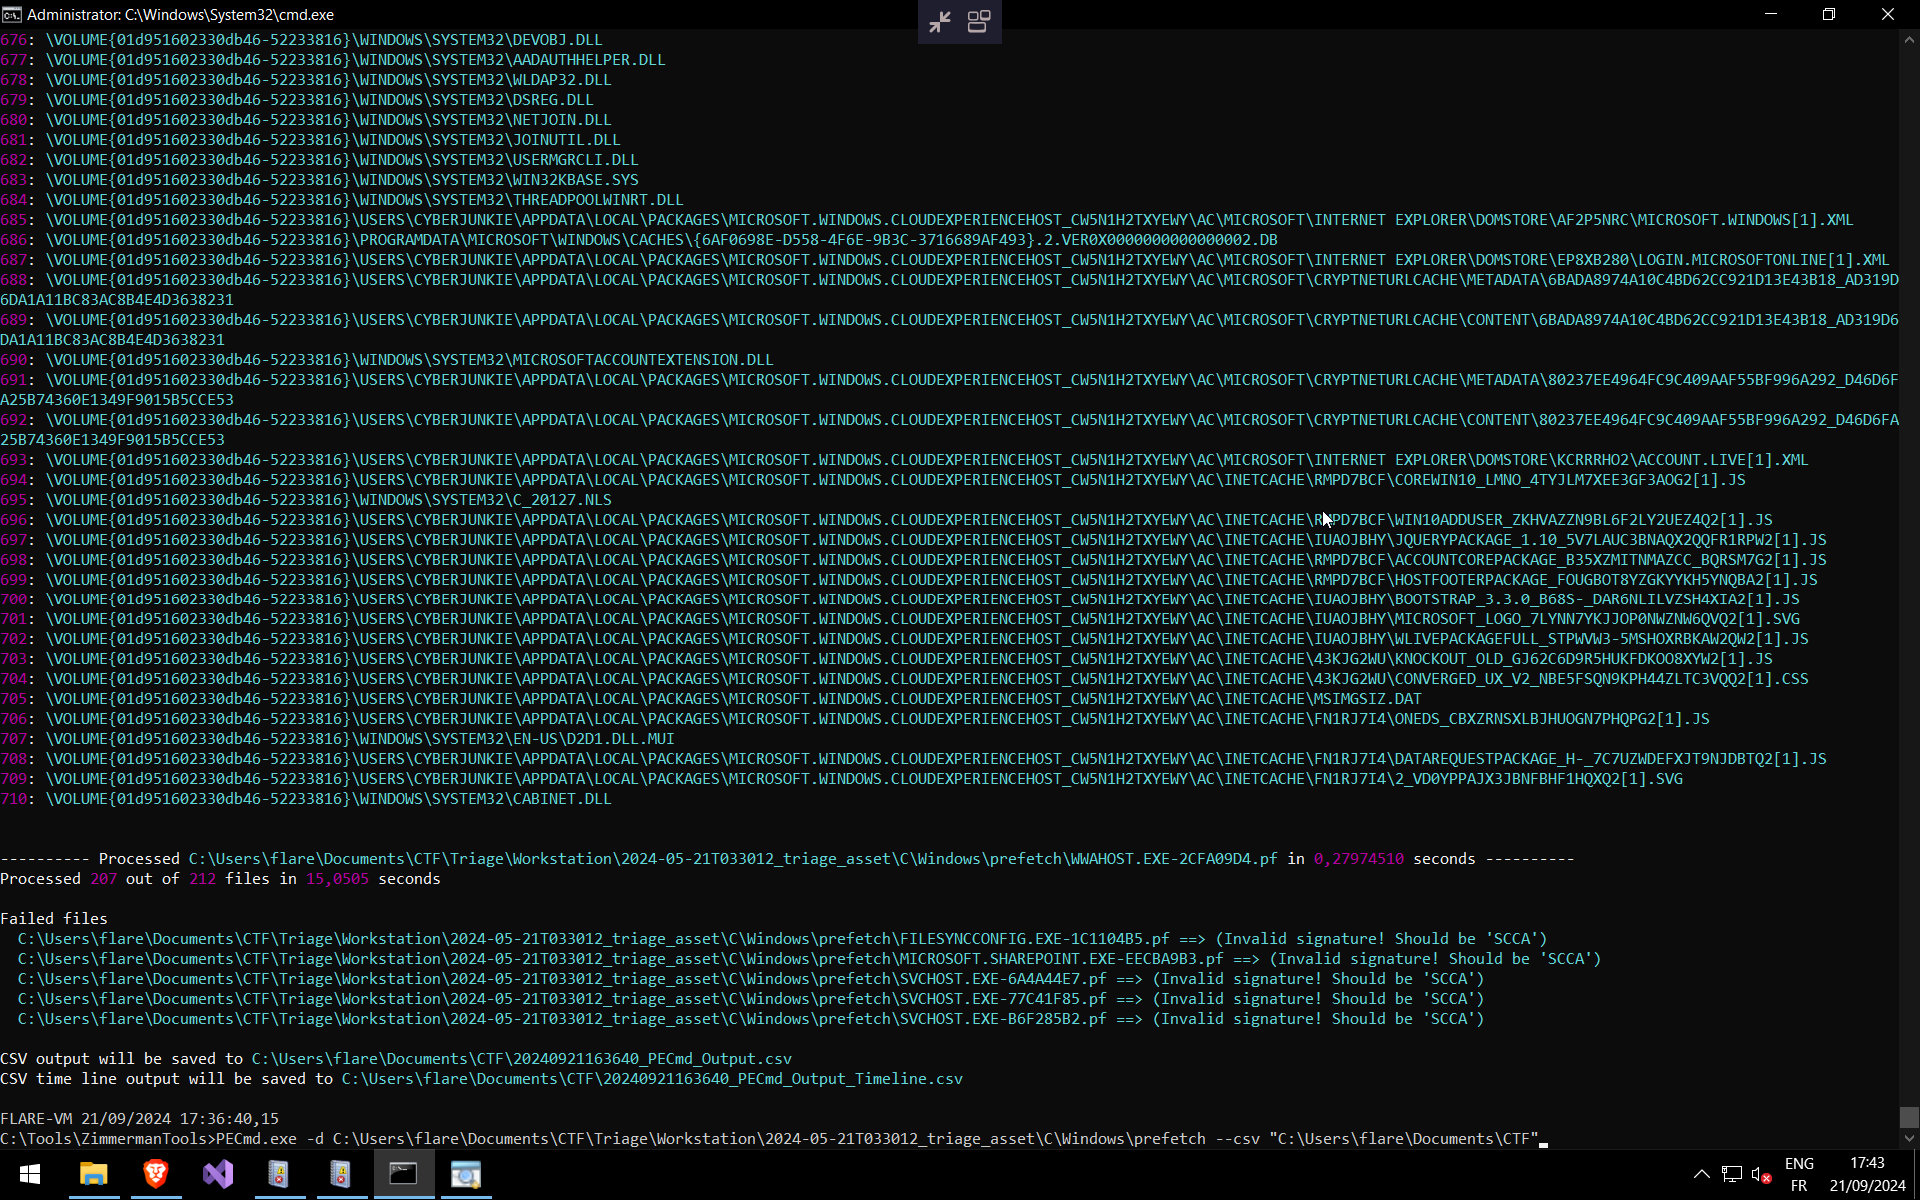 Administrator: C:\Windows\System32\cmd.exe
676: \VOLUME{01d951602330db46-52233816}\WINDOWS\SYSTEM32\DEVOBJ.DLL
677: \VOLUME{01d951602330db46-52233816}\WINDOWS\SYSTEM32\AADAUTHHELPER.DLL
678: \VOLUME{01d951602330db46-52233816}\WINDOWS\SYSTEM32\WLDAP32.DLL
679: \VOLUME{01d951602330db46-52233816}\WINDOWS\SYSTEM32\DSREG.DLL
680: \VOLUME{01d951602330db46-52233816}\WINDOWS\SYSTEM32\NETJOIN.DLL
681: \VOLUME{01d951602330db46-52233816}\WINDOWS\SYSTEM32\JOINUTIL.DLL
682: \VOLUME{01d951602330db46-52233816}\WINDOWS\SYSTEM32\USERMGRCLI.DLL
683: \VOLUME{01d951602330db46-52233816}\WINDOWS\SYSTEM32\WIN32KBASE.SYS
684: \VOLUME{01d951602330db46-52233816}\WINDOWS\SYSTEM32\THREADPOOLWINRT.DLL
685: \VOLUME{01d951602330db46-52233816}\USERS\CYBERJUNKIE\APPDATA\LOCAL\PACKAGES\MICROSOFT.WINDOWS.CLOUDEXPERIENCEHOST_CW5N1H2TXYEWY\AC\MICROSOFT\INTERNET EXPLORER\DOMSTORE\AF2P5NRC\MICROSOFT.WINDOWS[1].XML
686: \VOLUME{01d951602330db46-52233816}\PROGRAMDATA\MICROSOFT\WINDOWS\CACHES\{6AF0698E-D558-4F6E-9B3C-3716689AF493}.2.VER0X0000000000000002.DB
687: \VOLUME{01d951602330db46-52233816}\USERS\CYBERJUNKIE\APPDATA\LOCAL\PACKAGES\MICROSOFT.WINDOWS.CLOUDEXPERIENCEHOST_CW5N1H2TXYEWY\AC\MICROSOFT\INTERNET EXPLORER\DOMSTORE\EP8XB280\LOGIN.MICROSOFTONLINE[1].XML
688: \VOLUME{01d951602330db46-52233816}\USERS\CYBERJUNKIE\APPDATA\LOCAL\PACKAGES\MICROSOFT.WINDOWS.CLOUDEXPERIENCEHOST_CW5N1H2TXYEWY\AC\MICROSOFT\CRYPTNETURLCACHE\METADATA\6BADA8974A10C4BD62CC921D13E43B18_AD319D
6DA1A11BC83AC8B4E4D3638231
689: \VOLUME{01d951602330db46-52233816}\USERS\CYBERJUNKIE\APPDATA\LOCAL\PACKAGES\MICROSOFT.WINDOWS.CLOUDEXPERIENCEHOST_CW5N1H2TXYEWY\AC\MICROSOFT\CRYPTNETURLCACHE\CONTENT\6BADA8974A10C4BD62CC921D13E43B18_AD319D6
DA1A11BC83AC8B4E4D3638231
690: \VOLUME{01d951602330db46-52233816}\WINDOWS\SYSTEM32\MICROSOFTACCOUNTEXTENSION.DLL
691: \VOLUME{01d951602330db46-52233816}\USERS\CYBERJUNKIE\APPDATA\LOCAL\PACKAGES\MICROSOFT.WINDOWS.CLOUDEXPERIENCEHOST_CW5N1H2TXYEWY\AC\MICROSOFT\CRYPTNETURLCACHE\METADATA\80237EE4964FC9C409AAF55BF996A292_D46D6F
A25B74360E1349F9015B5CCE53
692: \VOLUME{01d951602330db46-52233816}\USERS\CYBERJUNKIE\APPDATA\LOCAL\PACKAGES\MICROSOFT.WINDOWS.CLOUDEXPERIENCEHOST_CW5N1H2TXYEWY\AC\MICROSOFT\CRYPTNETURLCACHE\CONTENT\80237EE4964FC9C409AAF55BF996A292_D46D6FA
25B74360E1349F9015B5CCE53
693: \VOLUME{01d951602330db46-52233816}\USERS\CYBERJUNKIE\APPDATA\LOCAL\PACKAGES\MICROSOFT.WINDOWS.CLOUDEXPERIENCEHOST_CW5N1H2TXYEWY\AC\MICROSOFT\INTERNET EXPLORER\DOMSTORE\KCRRRHO2\ACCOUNT.LIVE[1].XML
694: \VOLUME{01d951602330db46-52233816}\USERS\CYBERJUNKIE\APPDATA\LOCAL\PACKAGES\MICROSOFT.WINDOWS.CLOUDEXPERIENCEHOST_CW5N1H2TXYEWY\AC\INETCACHE\RMPD7BCF\COREWIN10_LMNO_4TYJLM7XEE3GF3AOG2[1].JS
695: \VOLUME{01d951602330db46-52233816}\WINDOWS\SYSTEM32\C_20127.NLS
696: \VOLUME{01d951602330db46-52233816}\USERS\CYBERJUNKIE\APPDATA\LOCAL\PACKAGES\MICROSOFT.WINDOWS.CLOUDEXPERIENCEHOST_CW5N1H2TXYEWY\AC\INETCACHE\RMPD7BCF\WIN10ADDUSER_ZKHVAZZN9BL6F2LY2UEZ4Q2[1].JS
697: \VOLUME{01d951602330db46-52233816}\USERS\CYBERJUNKIE\APPDATA\LOCAL\PACKAGES\MICROSOFT.WINDOWS.CLOUDEXPERIENCEHOST_CW5N1H2TXYEWY\AC\INETCACHE\IUAOJBHY\JQUERYPACKAGE_1.10_5V7LAUC3BNAQX2QQFR1RPW2[1].JS
698: \VOLUME{01d951602330db46-52233816}\USERS\CYBERJUNKIE\APPDATA\LOCAL\PACKAGES\MICROSOFT.WINDOWS.CLOUDEXPERIENCEHOST_CW5N1H2TXYEWY\AC\INETCACHE\RMPD7BCF\ACCOUNTCOREPACKAGE_B35XZMITNMAZCC_BQRSM7G2[1].JS
699: \VOLUME{01d951602330db46-52233816}\USERS\CYBERJUNKIE\APPDATA\LOCAL\PACKAGES\MICROSOFT.WINDOWS.CLOUDEXPERIENCEHOST_CW5N1H2TXYEWY\AC\INETCACHE\RMPD7BCF\HOSTFOOTERPACKAGE_FOUGBOT8YZGKYYKH5YNQBA2[1].JS
700: \VOLUME{01d951602330db46-52233816}\USERS\CYBERJUNKIE\APPDATA\LOCAL\PACKAGES\MICROSOFT.WINDOWS.CLOUDEXPERIENCEHOST_CW5N1H2TXYEWY\AC\INETCACHE\IUAOJBHY\BOOTSTRAP_3.3.0_B68S-_DAR6NLILVZSH4XIA2[1].JS
701: \VOLUME{01d951602330db46-52233816}\USERS\CYBERJUNKIE\APPDATA\LOCAL\PACKAGES\MICROSOFT.WINDOWS.CLOUDEXPERIENCEHOST_CW5N1H2TXYEWY\AC\INETCACHE\IUAOJBHY\MICROSOFT_LOGO_7LYNN7YKJJOP0NWZNW6QVQ2[1].SVG
702: \VOLUME{01d951602330db46-52233816}\USERS\CYBERJUNKIE\APPDATA\LOCAL\PACKAGES\MICROSOFT.WINDOWS.CLOUDEXPERIENCEHOST_CW5N1H2TXYEWY\AC\INETCACHE\IUAOJBHY\WLIVEPACKAGEFULL_STPWVW3-5MSHOXRBKAW2QW2[1].JS
703: \VOLUME{01d951602330db46-52233816}\USERS\CYBERJUNKIE\APPDATA\LOCAL\PACKAGES\MICROSOFT.WINDOWS.CLOUDEXPERIENCEHOST_CW5N1H2TXYEWY\AC\INETCACHE\43KJG2WU\KNOCKOUT_OLD_GJ62C6D9R5HUKFDKOO8XYW2[1].JS
704: \VOLUME{01d951602330db46-52233816}\USERS\CYBERJUNKIE\APPDATA\LOCAL\PACKAGES\MICROSOFT.WINDOWS.CLOUDEXPERIENCEHOST_CW5N1H2TXYEWY\AC\INETCACHE\43KJG2WU\CONVERGED_UX_V2_NBE5FSQN9KPH44ZLTC3VQQ2[1].CSS
705: \VOLUME{01d951602330db46-52233816}\USERS\CYBERJUNKIE\APPDATA\LOCAL\PACKAGES\MICROSOFT.WINDOWS.CLOUDEXPERIENCEHOST_CW5N1H2TXYEWY\AC\INETCACHE\MSIMGSIZ.DAT
706: \VOLUME{01d951602330db46-52233816}\USERS\CYBERJUNKIE\APPDATA\LOCAL\PACKAGES\MICROSOFT.WINDOWS.CLOUDEXPERIENCEHOST_CW5N1H2TXYEWY\AC\INETCACHE\FN1RJ7I4\ONEDS_CBXZRNSXLBJHUOGN7PHQPG2[1].JS
707: \VOLUME{01d951602330db46-52233816}\WINDOWS\SYSTEM32\EN-US\D2D1.DLL.MUI
708: \VOLUME{01d951602330db46-52233816}\USERS\CYBERJUNKIE\APPDATA\LOCAL\PACKAGES\MICROSOFT.WINDOWS.CLOUDEXPERIENCEHOST_CW5N1H2TXYEWY\AC\INETCACHE\FN1RJ7I4\DATAREQUESTPACKAGE_H-_7C7UZWDEFXJT9NJDBTQ2[1].JS
709: \VOLUME{01d951602330db46-52233816}\USERS\CYBERJUNKIE\APPDATA\LOCAL\PACKAGES\MICROSOFT.WINDOWS.CLOUDEXPERIENCEHOST_CW5N1H2TXYEWY\AC\INETCACHE\FN1RJ7I4\2_VD0YPPAJX3JBNFBHF1HQXQ2[1].SVG
710: \VOLUME{01d951602330db46-52233816}\WINDOWS\SYSTEM32\CABINET.DLL
---------- Processed C:\Users\flare\Documents\CTF\Triage\Workstation\2024-05-21T033012_triage_asset\C\Windows\prefetch\WWAHOST.EXE-2CFA09D4.pf in 0,27974510 seconds ----------
Processed 207 out of 212 files in 15,0505 seconds
Failed files
C:\Users\flare\Documents\CTF\Triage\Workstation\2024-05-21T033012_triage_asset\C\Windows\prefetch\FILESYNCCONFIG.EXE-1C1104B5.pf ==> (Invalid signature! Should be 'SCCA')
C:\Users\flare\Documents\CTF\Triage\Workstation\2024-05-21T033012_triage_asset\C\Windows\prefetch\MICROSOFT.SHAREPOINT.EXE-EECBA9B3.pf ==> (Invalid signature! Should be 'SCCA')
C:\Users\flare\Documents\CTF\Triage\Workstation\2024-05-21T033012_triage_asset\C\Windows\prefetch\SVCHOST.EXE-6A4A44E7.pf ==> (Invalid signature! Should be 'SCCA')
C:\Users\flare\Documents\CTF\Triage\Workstation\2024-05-21T033012_triage_asset\C\Windows\prefetch\SVCHOST.EXE-77C41F85.pf ==> (Invalid signature! Should be 'SCCA')
C:\Users\flare\Documents\CTF\Triage\Workstation\2024-05-21T033012_triage_asset\C\Windows\prefetch\SVCHOST.EXE-B6F285B2.pf ==> (Invalid signature! Should be 'SCCA')
CSV output will be saved to C:\Users\flare\Documents\CTF\20240921163640_PECmd_Output.csv
CSV time line output will be saved to C:\Users\flare\Documents\CTF\20240921163640_PECmd_Output_Timeline.csv
FLARE-VM 21/09/2024 17:36:40,15
C:\Tools\ZimmermanTools>PECmd.exe -d C:\Users\flare\Documents\CTF\Triage\Workstation\2024-05-21T033012_triage_asset\C\Windows\prefetch --csv "C:\Users\flare\Documents\CTF"
ENG
FR
17:43
21/09/2024